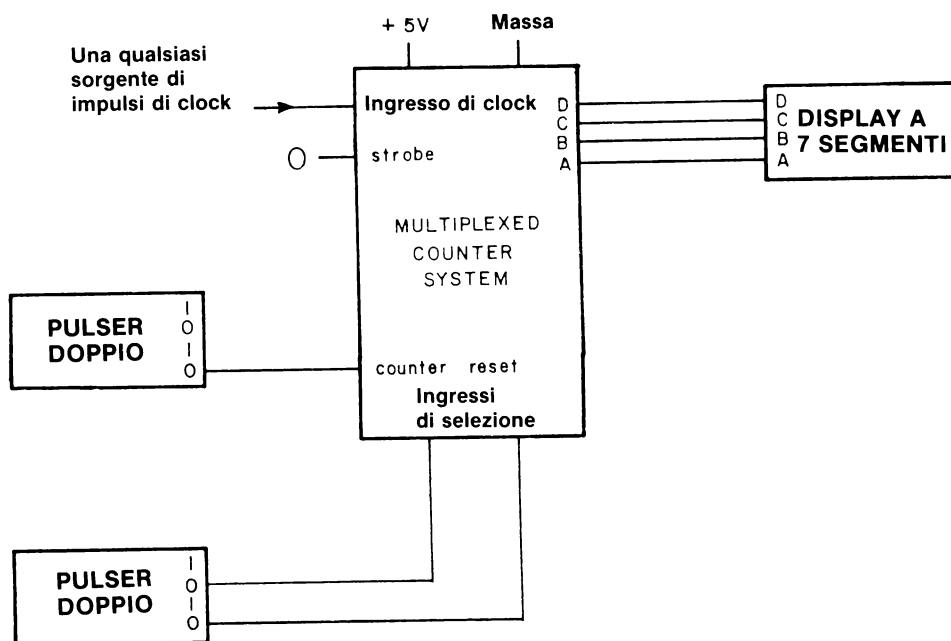 + 5V
Massa
Una qualsiasi
sorgente di
impulsi di clock
Ingresso di clock
D
C
B
A
D
C
B
A
DISPLAY A
7 SEGMENTI
0
strobe
MULTIPLEXED
COUNTER
SYSTEM
PULSER
DOPPIO
1
0
1
0
counter reset
Ingressi
di selezione
PULSER
DOPPIO
1
0
1
0